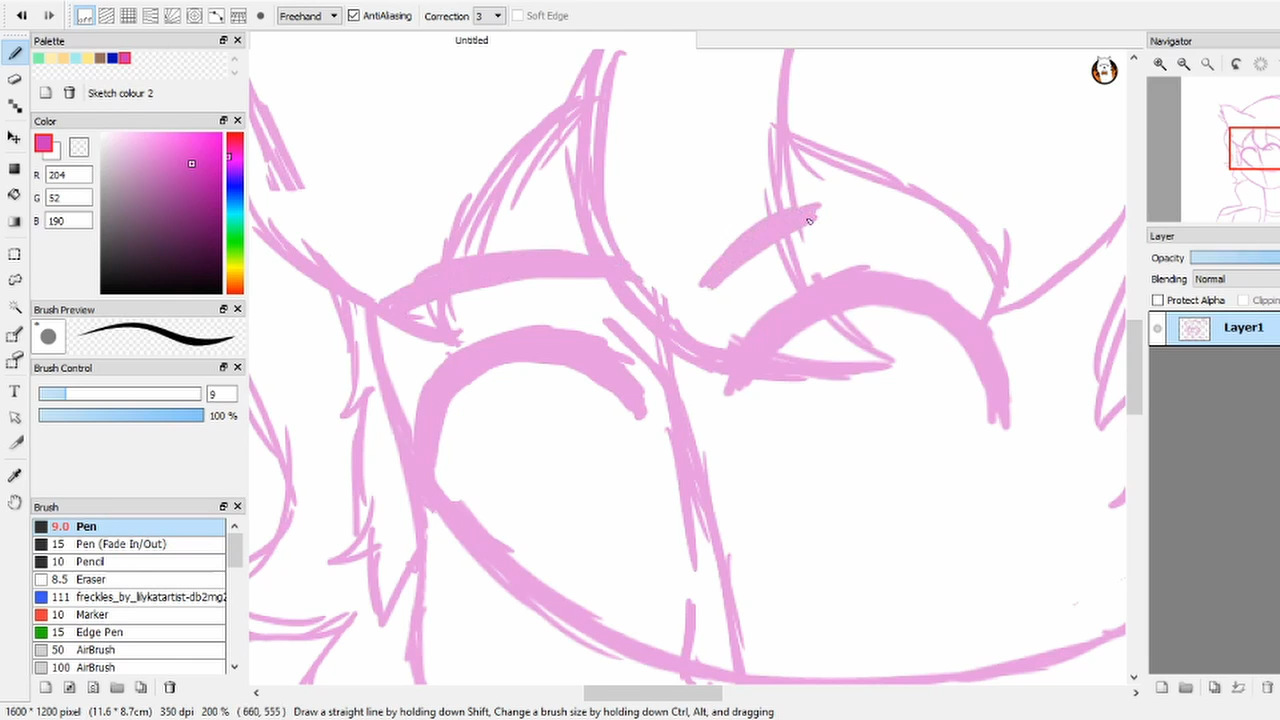 Freehand
AntiAliasing
Correction
3
Soft Edge
Palette
Untitled
Navigator
Sketch colour 2
Color
R 204
G 52
B 190
Brush Preview
Brush Control
9
100 %
Brush
9.0 Pen
15 Pen (Fade In/Out)
10 Pencil
8.5 Eraser
111 freckles_by_lilykatartist-db2mg
10 Marker
15 Edge Pen
50 AirBrush
100 AirBrush
Layer
Opacity
Blending Normal
Protect Alpha
Clippin
Layer1
1600 * 1200 pixel (11.6 * 8.7cm) 350 dpi 200 % ( 660, 555 ) Draw a straight line by holding down Shift, Change a brush size by holding down Ctrl, Alt, and dragging